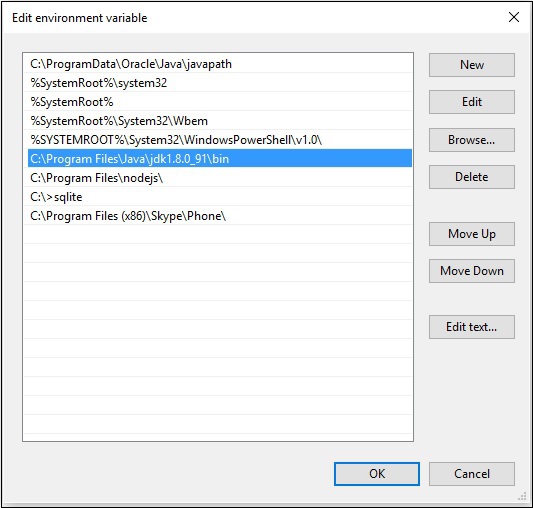 Edit environment variable
C:\ProgramData\Oracle\Java\javapath
%SystemRoot%\system32
%SystemRoot%
%SystemRoot%\System32\Wbem
%SYSTEMROOT%\System32\WindowsPowerShell\v1.0\
C:\Program Files\Java\jdk1.8.0_91\bin
C:\Program Files\nodejs\
C:\>sqlite
C:\Program Files (x86)\Skype\Phone\
New
Edit
Browse...
Delete
Move Up
Move Down
Edit text...
OK
Cancel